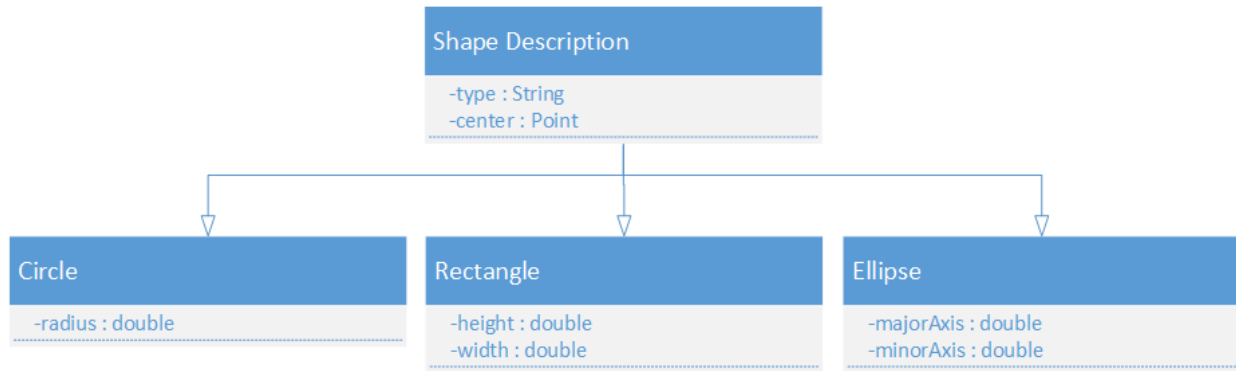 Shape Description
-type : String
-center : Point
Circle
-radius : double
Rectangle
-height : double
-width : double
Ellipse
-majorAxis : double
-minorAxis : double